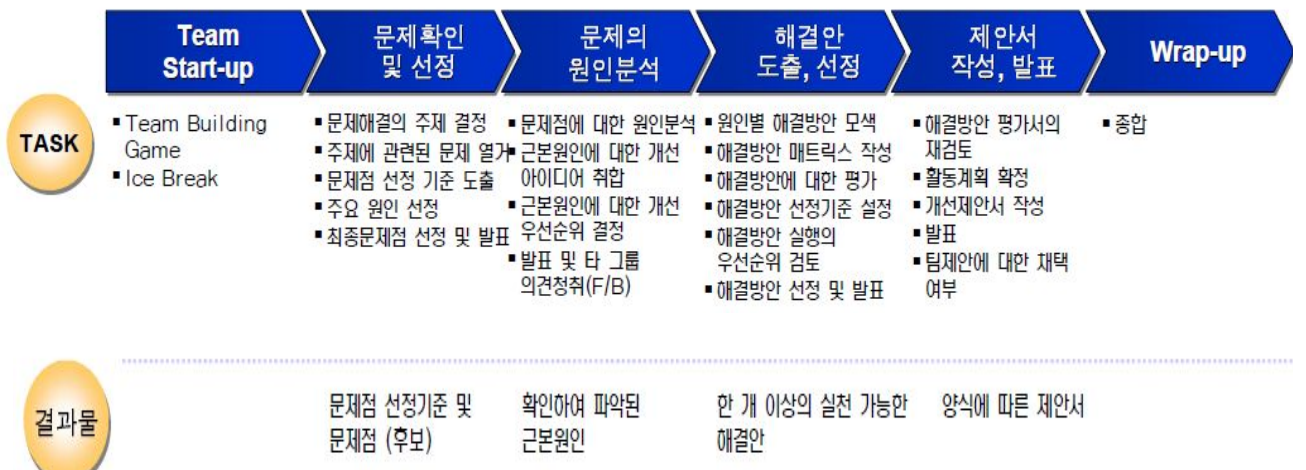 Team
Start-up
문제확인
및 선정
문제의
원인분석
해결안
도출, 선정
제안서
작성, 발표
Wrap-up
TASK
▪ Team Building
Game
▪ Ice Break
▪ 문제해결의 주제 결정
▪ 주제에 관련된 문제 열거
▪ 문제점 선정 기준 도출
▪ 주요 원인 선정
▪ 최종문제점 선정 및 발표
▪ 문제점에 대한 원인분석
▪ 근본원인에 대한 개선
아이디어 취합
▪ 근본원인에 대한 개선
우선순위 결정
▪ 발표 및 타 그룹
의견청취(F/B)
▪ 원인별 해결방안 모색
▪ 해결방안 매트릭스 작성
▪ 해결방안에 대한 평가
▪ 해결방안 선정기준 설정
▪ 해결방안 실행의
우선순위 검토
▪ 해결방안 선정 및 발표
▪ 해결방안 평가서의
재검토
▪ 활동계획 확정
▪ 개선제안서 작성
▪ 발표
▪ 팀제안에 대한 채택
여부
▪ 종합
결과물
문제점 선정기준 및
문제점 (후보)
확인하여 파악된
근본원인
한 개 이상의 실천 가능한
해결안
양식에 따른 제안서